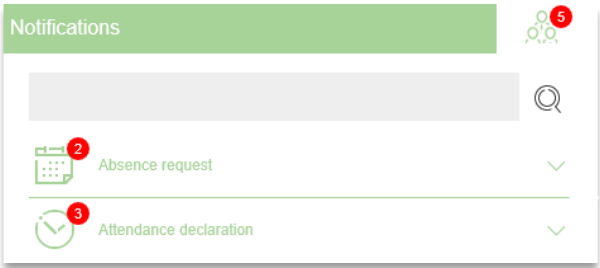 Notifications
5
2
Absence request
3
Attendance declaration